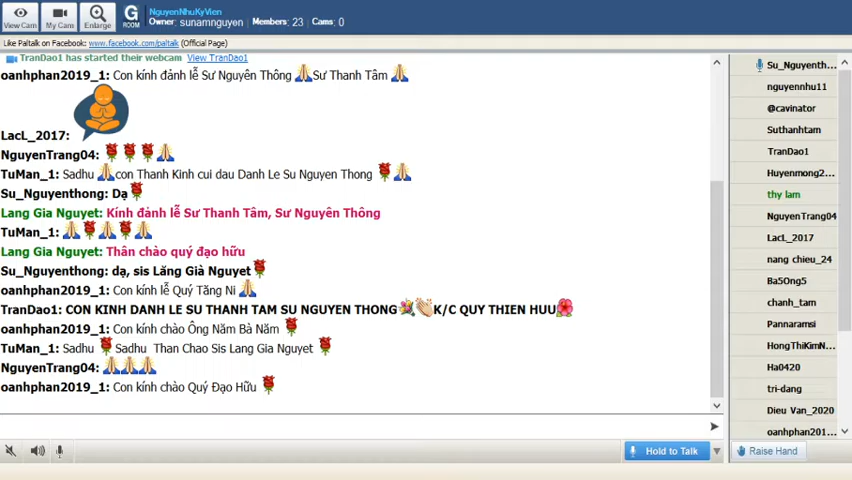 View Cam
My Cam
Enlarge
G
ROOM
NguyenNhuKyVien
Owner: sunamnguyen Members: 23 Cams: 0
Like Paltalk on Facebook: www.facebook.com/paltalk (Official Page)
TranDao1 has started their webcam View TranDao1
oanhphan2019_1: Con kính đảnh lễ Sư Nguyên Thông 🙏Sư Thanh Tâm 🙏
LacL_2017:
NguyenTrang04: 🌹🌹🌹🙏
TuMan_1: Sadhu 🙏con Thanh Kinh cui dau Danh Le Su Nguyen Thong 🌹🙏
Su_Nguyenthong: Dạ🌹
Lang Gia Nguyet: Kính đảnh lễ Sư Thanh Tâm, Sư Nguyên Thông
TuMan_1: 🙏🌹🙏🌹🙏
Lang Gia Nguyet: Thân chào quý đạo hữu
Su_Nguyenthong: dạ, sis Lăng Già Nguyet🌹
oanhphan2019_1: Con kính lễ Quý Tăng Ni 🙏
TranDao1: CON KINH DANH LE SU THANH TAM SU NGUYEN THONG💐👏K/C QUY THIEN HUU🌺
oanhphan2019_1: Con kính chào Ông Năm Bà Năm 🌹
TuMan_1: Sadhu 🌹Sadhu Than Chao Sis Lang Gia Nguyet 🌹
NguyenTrang04: 🙏🙏🙏
oanhphan2019_1: Con kính chào Quý Đạo Hữu 🌹
Hold to Talk
Su_Nguyenth...
nguyennhu11
@cavinator
Suthanhtam
TranDao1
Huyenmong2...
thy lam
NguyenTrang04
LacL_2017
nang chieu_24
Ba5Ong5
chanh_tam
Pannaramsi
HongThiKimN...
Ha0420
tri-dang
Dieu Van_2020
oanhphan201...
Raise Hand